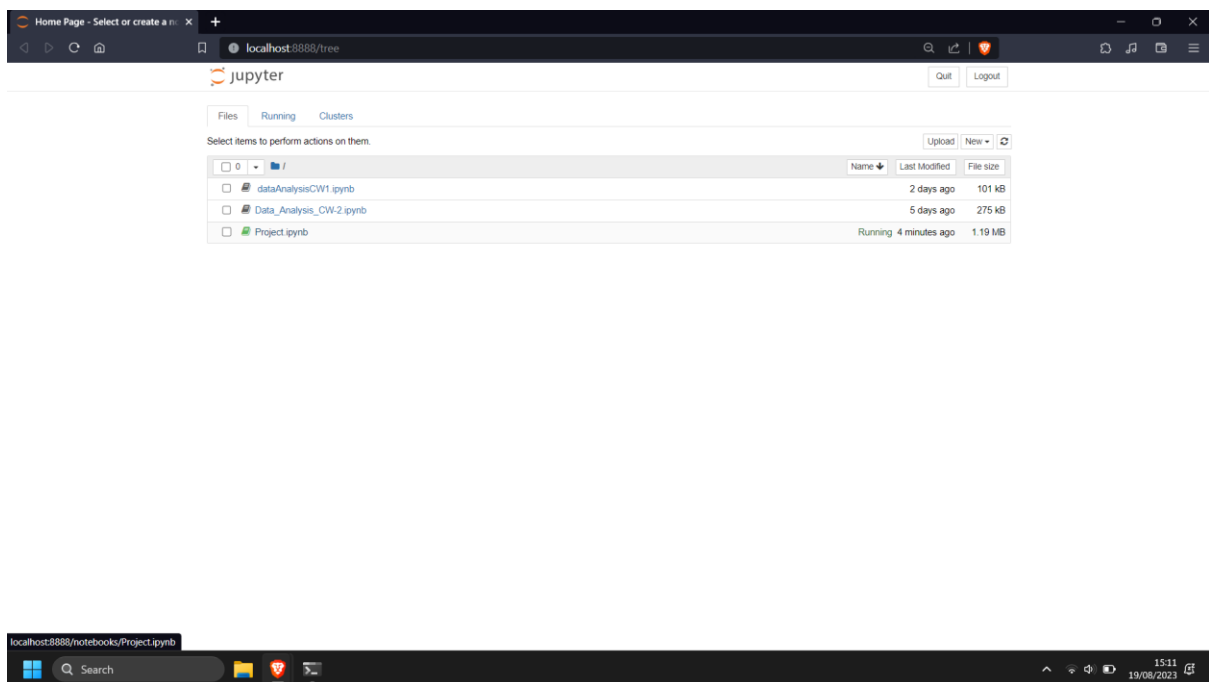 Home Page - Select or create a n
localhost:8888/tree
jupyter
Quit Logout
Files Running Clusters
Select items to perform actions on them.
Upload New
0 / Name Last Modified File size
dataAnalysisCW1.ipynb 2 days ago 101 kB
Data_Analysis_CW-2.ipynb 5 days ago 275 kB
Project.ipynb Running 4 minutes ago 1.19 MB
localhost:8888/notebooks/Project.ipynb
Search
15:11
19/08/2023